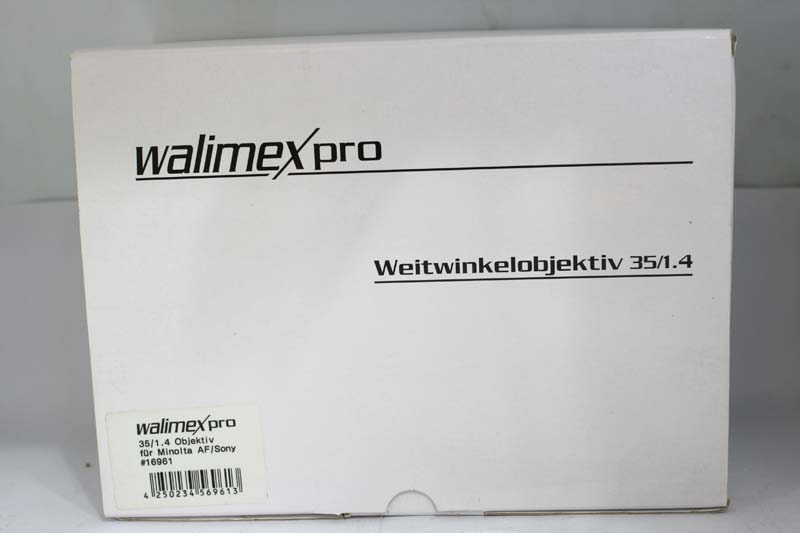 walimex pro
Weitwinkelobjektiv 35/1.4
walimex pro
35/1.4 Objektiv
für Minolta AF/Sony
#16961
4 250234 569613